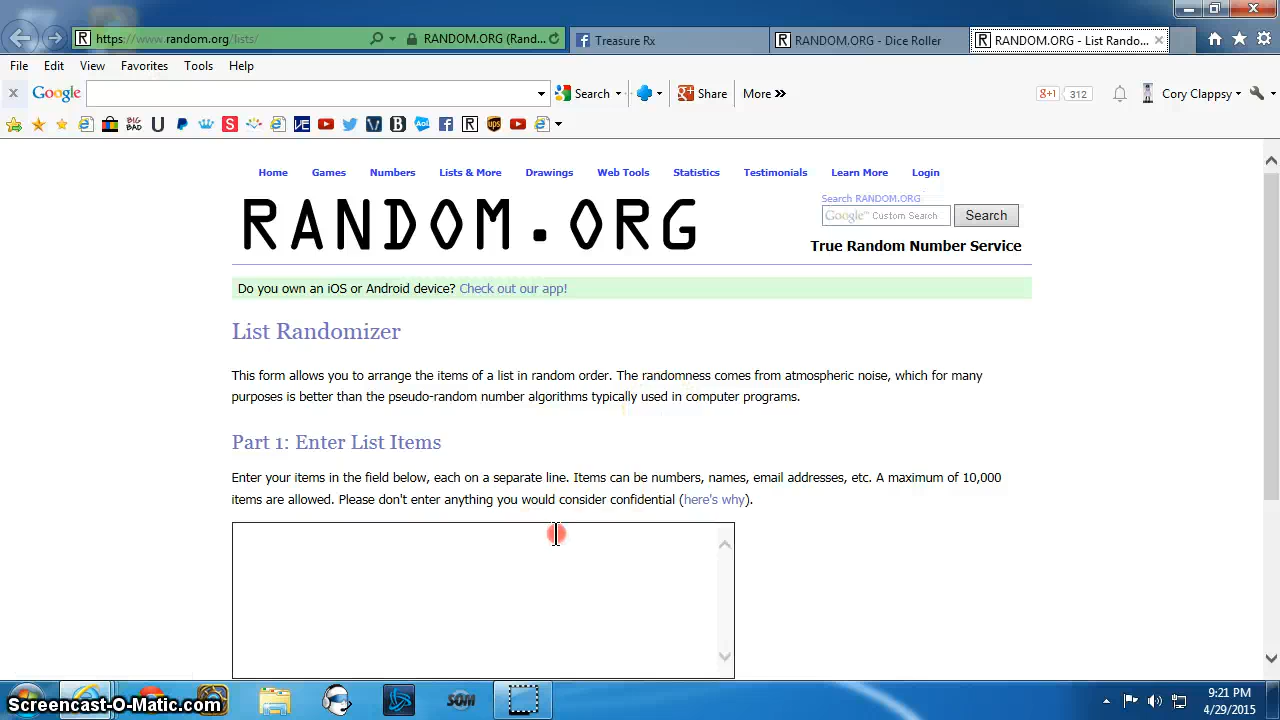 https://www.random.org/lists/
RANDOM.ORG (Rand...
Treasure Rx
RANDOM.ORG - Dice Roller
RANDOM.ORG - List Rando...
File Edit View Favorites Tools Help
Google
Search
Share
More
312
Cory Clappsy
Home Games Numbers Lists & More Drawings Web Tools Statistics Testimonials Learn More Login
RANDOM.ORG
Search RANDOM.ORG
Google™ Custom Search
Search
True Random Number Service
Do you own an iOS or Android device? Check out our app!
List Randomizer
This form allows you to arrange the items of a list in random order. The randomness comes from atmospheric noise, which for many
purposes is better than the pseudo-random number algorithms typically used in computer programs.
Part 1: Enter List Items
Enter your items in the field below, each on a separate line. Items can be numbers, names, email addresses, etc. A maximum of 10,000
items are allowed. Please don't enter anything you would consider confidential (here's why).
Screencast-O-Matic.com
SOM
9:21 PM
4/29/2015